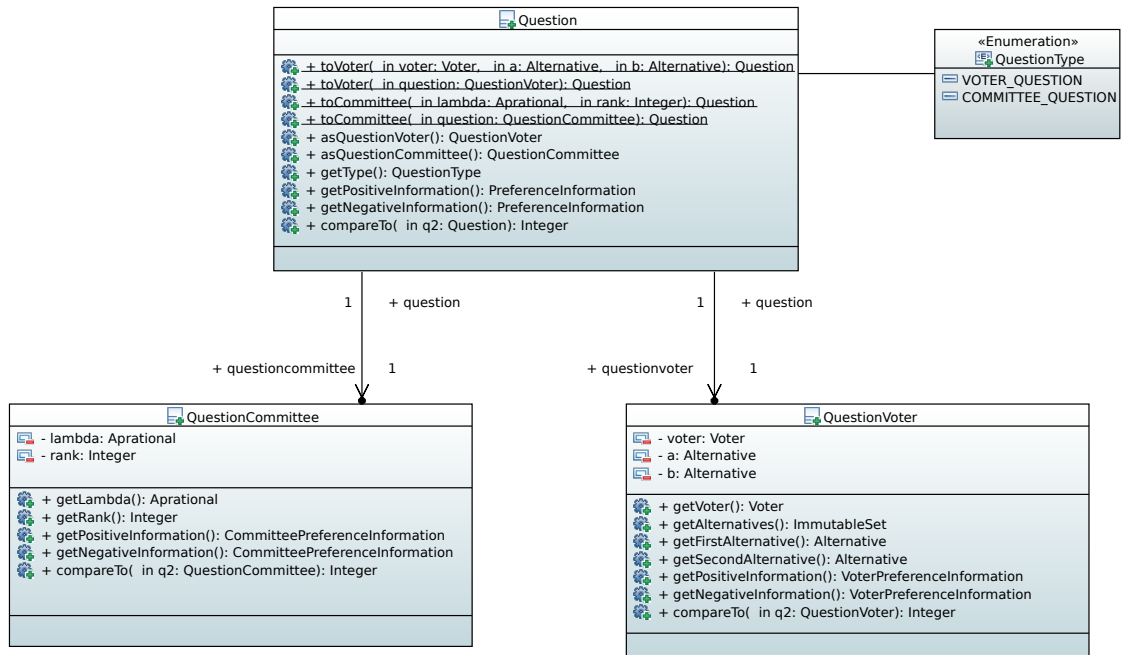 Question
+ toVoter( in voter: Voter, in a: Alternative, in b: Alternative): Question
+ toVoter( in question: QuestionVoter): Question
+ toCommittee( in lambda: Aprational, in rank: Integer): Question
+ toCommittee( in question: QuestionCommittee): Question
+ asQuestionVoter(): QuestionVoter
+ asQuestionCommittee(): QuestionCommittee
+ getType(): QuestionType
+ getPositiveInformation(): PreferenceInformation
+ getNegativeInformation(): PreferenceInformation
+ compareTo( in q2: Question): Integer
«Enumeration»
QuestionType
VOTER_QUESTION
COMMITTEE_QUESTION
1 + question
+ questioncommittee 1
1 + question
+ questionvoter 1
QuestionCommittee
- lambda: Aprational
- rank: Integer
+ getLambda(): Aprational
+ getRank(): Integer
+ getPositiveInformation(): CommitteePreferenceInformation
+ getNegativeInformation(): CommitteePreferenceInformation
+ compareTo( in q2: QuestionCommittee): Integer
QuestionVoter
- voter: Voter
- a: Alternative
- b: Alternative
+ getVoter(): Voter
+ getAlternatives(): ImmutableSet
+ getFirstAlternative(): Alternative
+ getSecondAlternative(): Alternative
+ getPositiveInformation(): VoterPreferenceInformation
+ getNegativeInformation(): VoterPreferenceInformation
+ compareTo( in q2: QuestionVoter): Integer